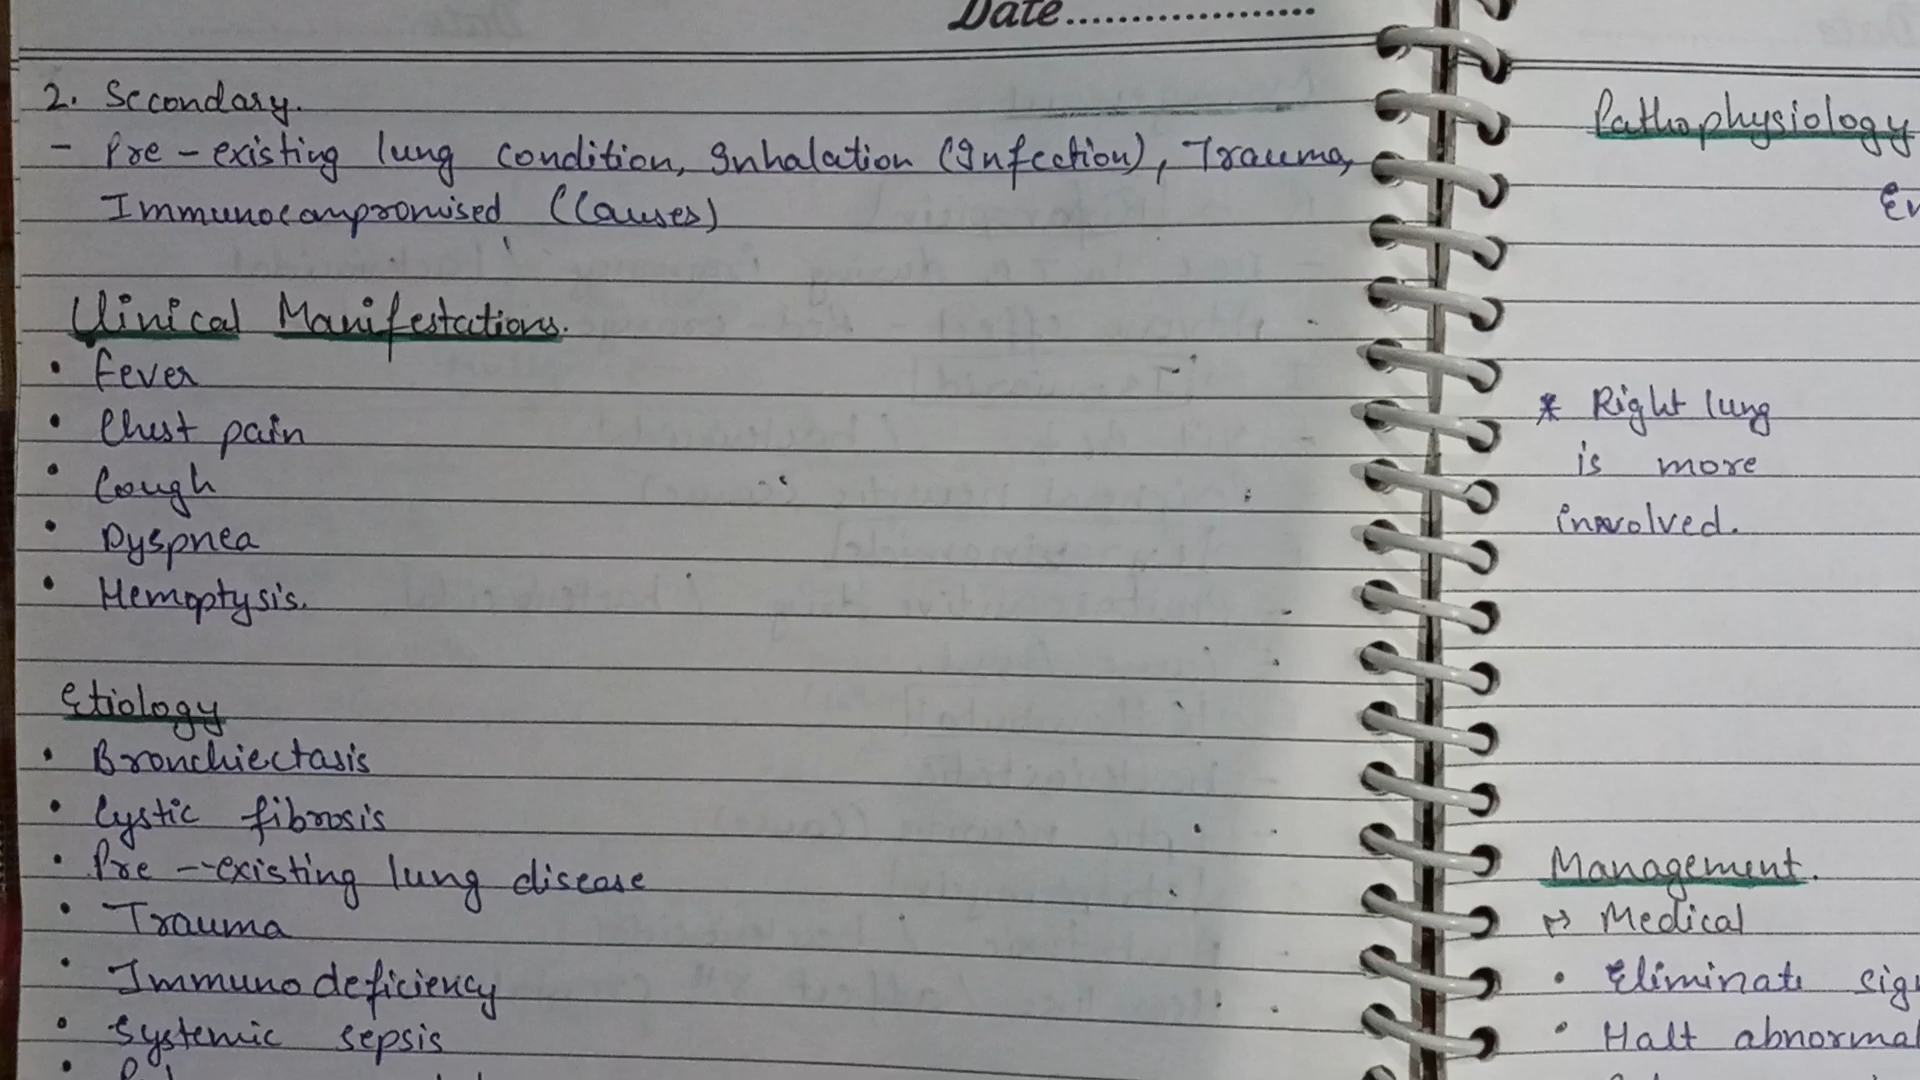 Date....................
2. Secondary.
- Pre-existing lung condition, Inhalation (Infection), Trauma,
Immunocompromised (Causes)
Clinical Manifestations.
• Fever
• Chest pain
• Cough
• Dyspnea
• Hemoptysis.
Etiology
• Bronchiectasis
• Cystic fibrosis
• Pre--existing lung disease
• Trauma
• Immunodeficiency
• Systemic sepsis
Pathophysiology
* Right lung
is more
involved.
Management.
↦ Medical
• Eliminate
• Halt abnormal